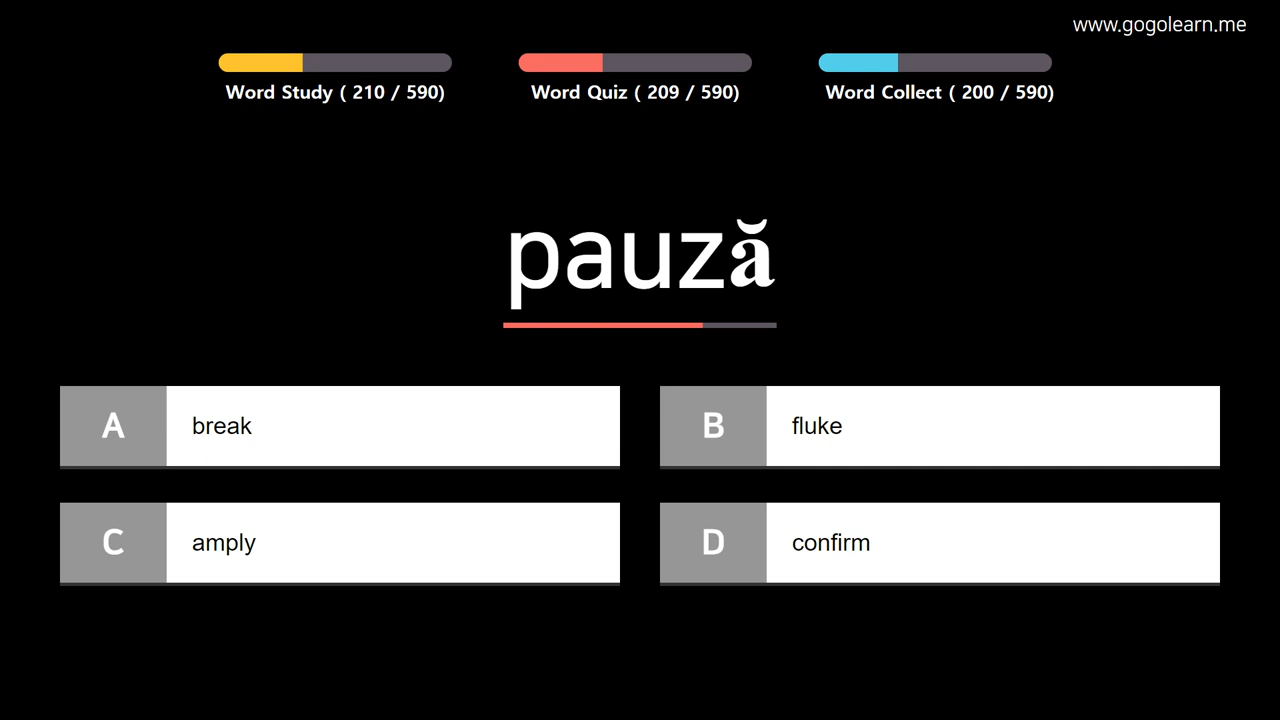 www.gogolearn.me
Word Study ( 210 / 590)
Word Quiz ( 209 / 590)
Word Collect ( 200 / 590)
pauză
A break
B fluke
C amply
D confirm